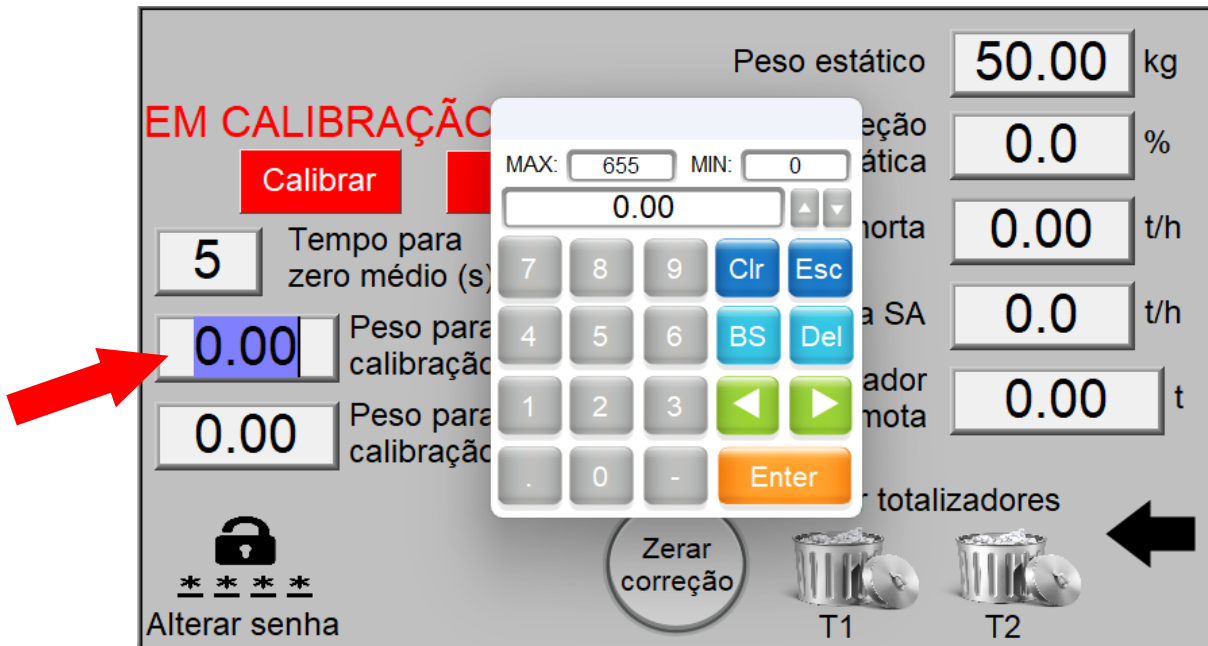 Peso estático 50.00 kg
EM CALIBRAÇÃO
eção
ática 0.0 %
Calibrar
MAX: 655 MIN: 0
0.00
5 Tempo para
zero médio (s)
0.00 t/h
7 8 9 Clr Esc
0.00 Peso para
calibração
4 5 6 BS Del
a SA 0.0 t/h
1 2 3
ador
mota 0.00 t
0.00 Peso para
calibração
. 0 - Enter
totalizadores
Zerar
correção
* * * *
Alterar senha
T1 T2